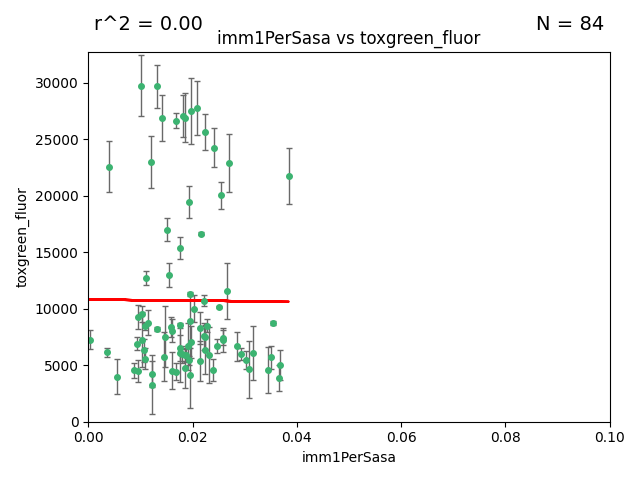 r^2 = 0.00
N = 84
imm1PerSasa vs toxgreen_fluor
toxgreen_fluor
30000
25000
20000
15000
10000
5000
0
0.00
0.02
0.04
0.06
0.08
0.10
imm1PerSasa